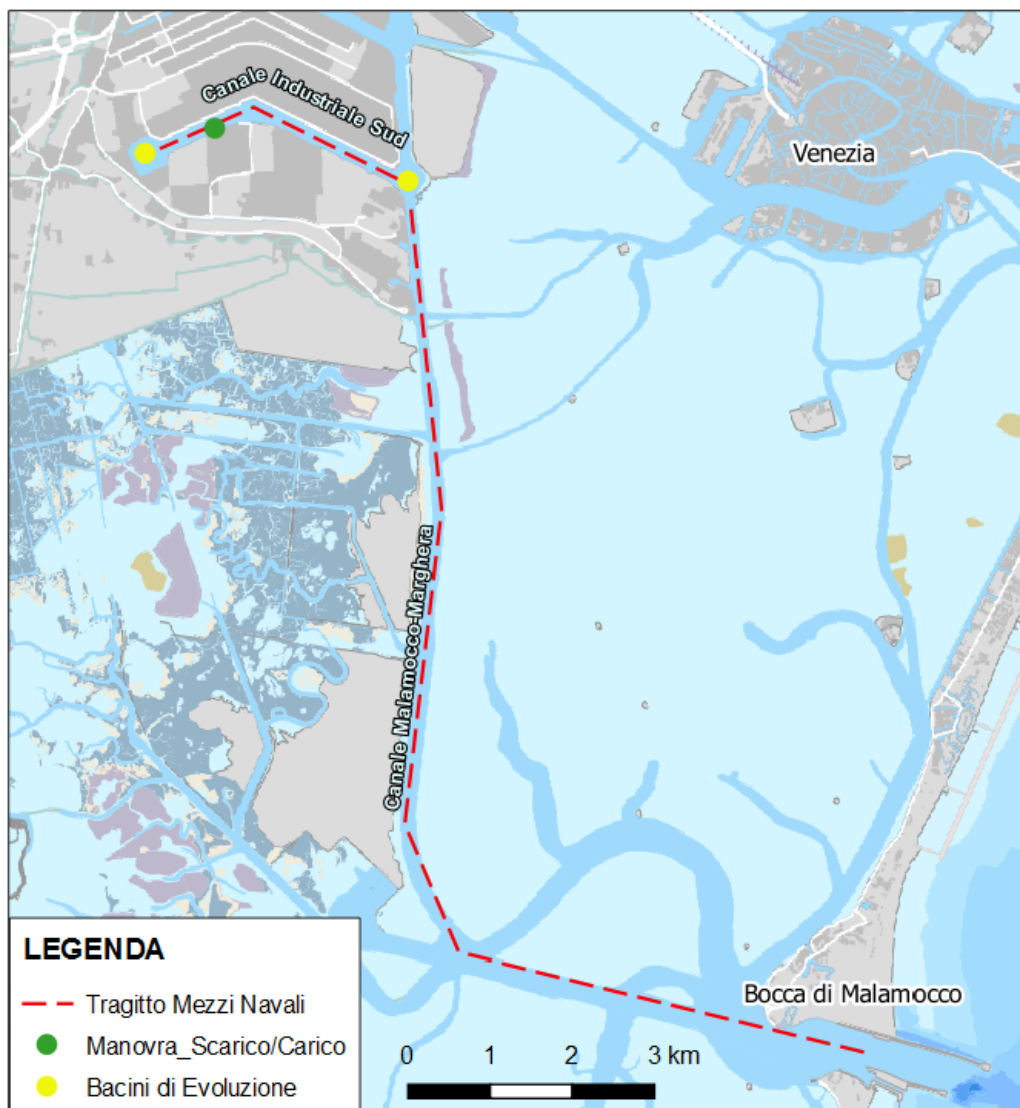 Canale Industriale Sud
Venezia
Canale Malamocco-Marghera
Bocca di Malamocco
LEGENDA
Tragitto Mezzi Navali
Manovra_Scarico/Carico
Bacini di Evoluzione
0 1 2 3 km